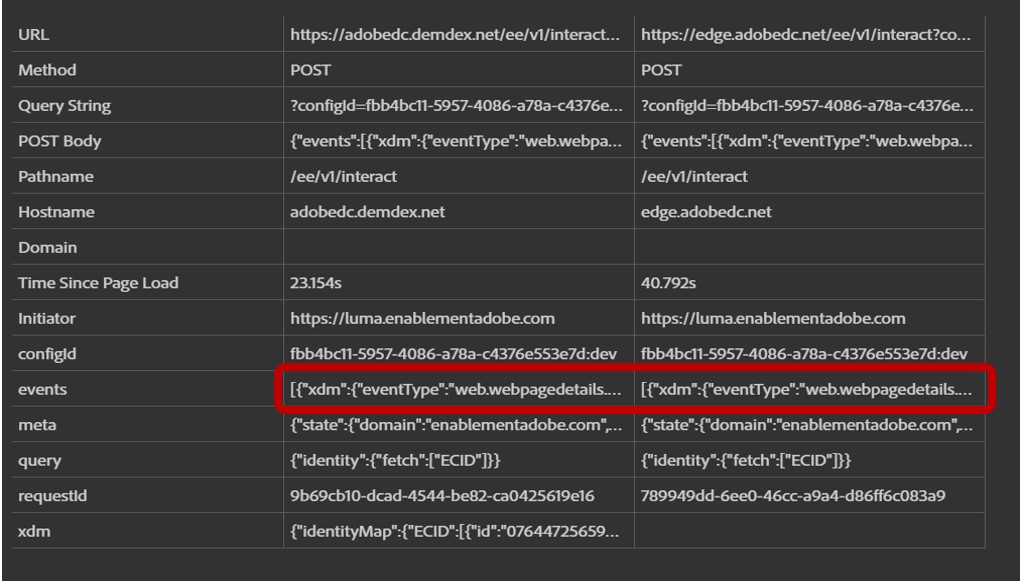 URL https://adobedc.demdex.net/ee/v1/interact... https://edge.adobedc.net/ee/v1/interact?co...
Method POST POST
Query String ?configId=fbb4bc11-5957-4086-a78a-c4376e... ?configId=fbb4bc11-5957-4086-a78a-c4376e...
POST Body {"events":[{"xdm":{"eventType":"web.webpa... {"events":[{"xdm":{"eventType":"web.webpa...
Pathname /ee/v1/interact /ee/v1/interact
Hostname adobedc.demdex.net edge.adobedc.net
Domain
Time Since Page Load 23.154s 40.792s
Initiator https://luma.enablementadobe.com https://luma.enablementadobe.com
configId fbb4bc11-5957-4086-a78a-c4376e553e7d:dev fbb4bc11-5957-4086-a78a-c4376e553e7d:dev
events [{"xdm":{"eventType":"web.webpagedetails.... [{"xdm":{"eventType":"web.webpagedetails....
meta {"state":{"domain":"enablementadobe.com",... {"state":{"domain":"enablementadobe.com",...
query {"identity":{"fetch":["ECID"]}} {"identity":{"fetch":["ECID"]}}
requestId 9b69cb10-dcad-4544-be82-ca0425619e16 789949dd-6ee0-46cc-a9a4-d86ff6c083a9
xdm {"identityMap":{"ECID":[{"id":"07644725659...